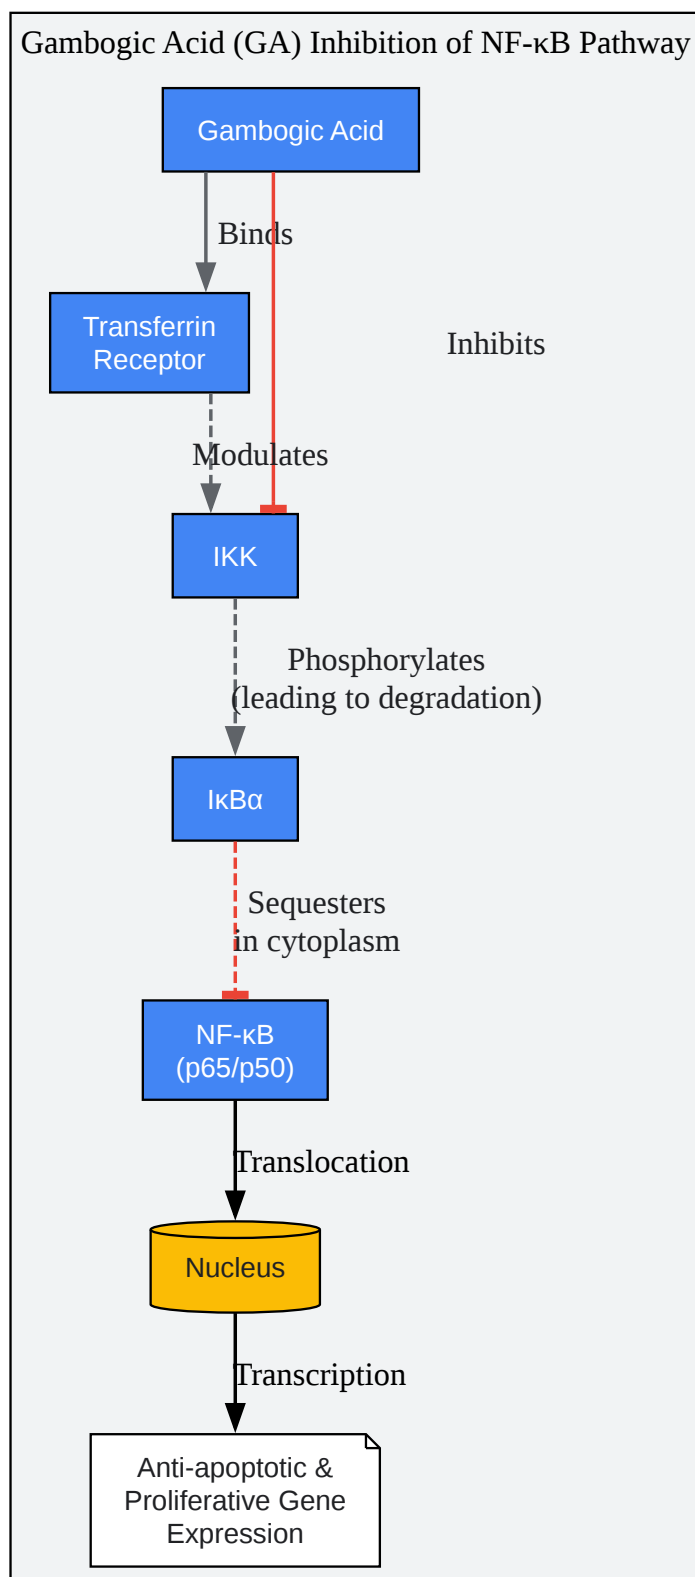 Gambogic Acid (GA) Inhibition of NF-κB Pathway
Gambogic Acid
Binds
Transferrin
Receptor
Inhibits
Modulates
IKK
Phosphorylates
(leading to degradation)
IκBα
Sequesters
in cytoplasm
NF-κB
(p65/p50)
Translocation
Nucleus
Transcription
Anti-apoptotic &
Proliferative Gene
Expression